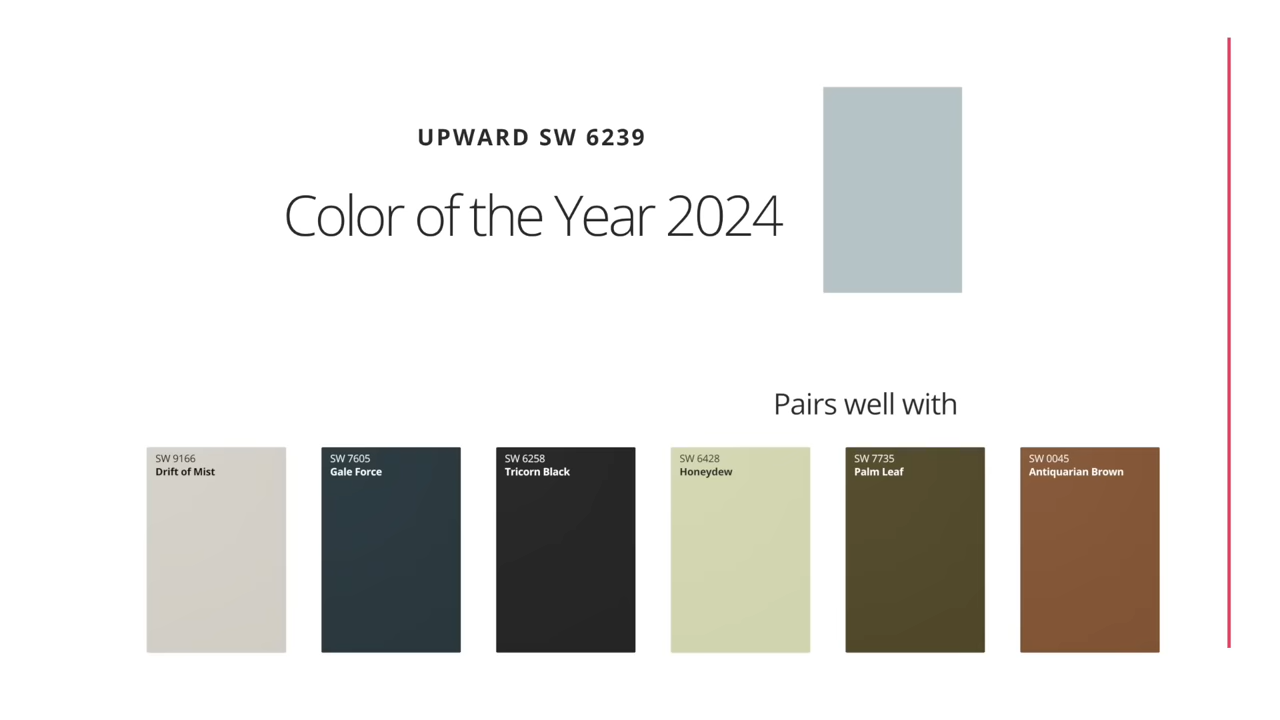 UPWARD SW 6239
Color of the Year 2024
Pairs well with
SW 9166
Drift of Mist
SW 7605
Gale Force
SW 6258
Tricorn Black
SW 6428
Honeydew
SW 7735
Palm Leaf
SW 0045
Antiquarian Brown